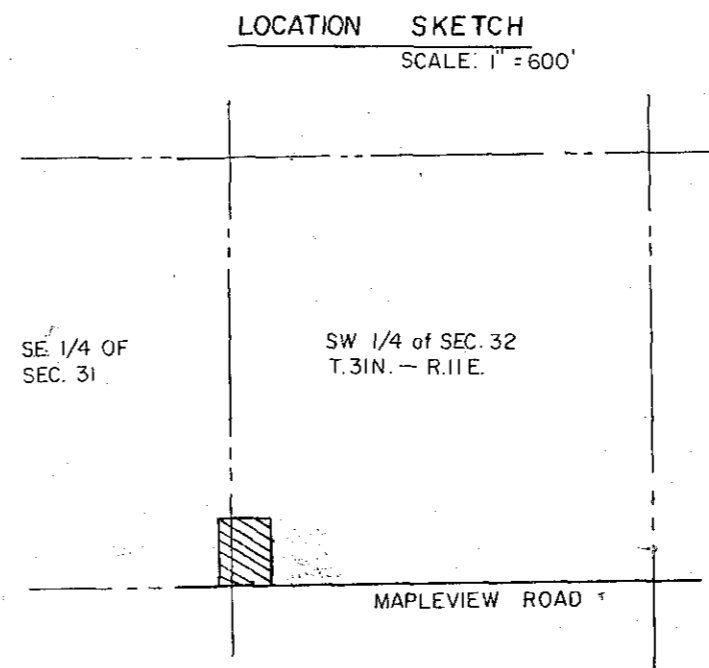 LOCATION SKETCH
SCALE: 1" = 600'
SE 1/4 OF
SEC. 31
SW 1/4 of SEC. 32
T.31N. — R.11E.
MAPLEVIEW ROAD